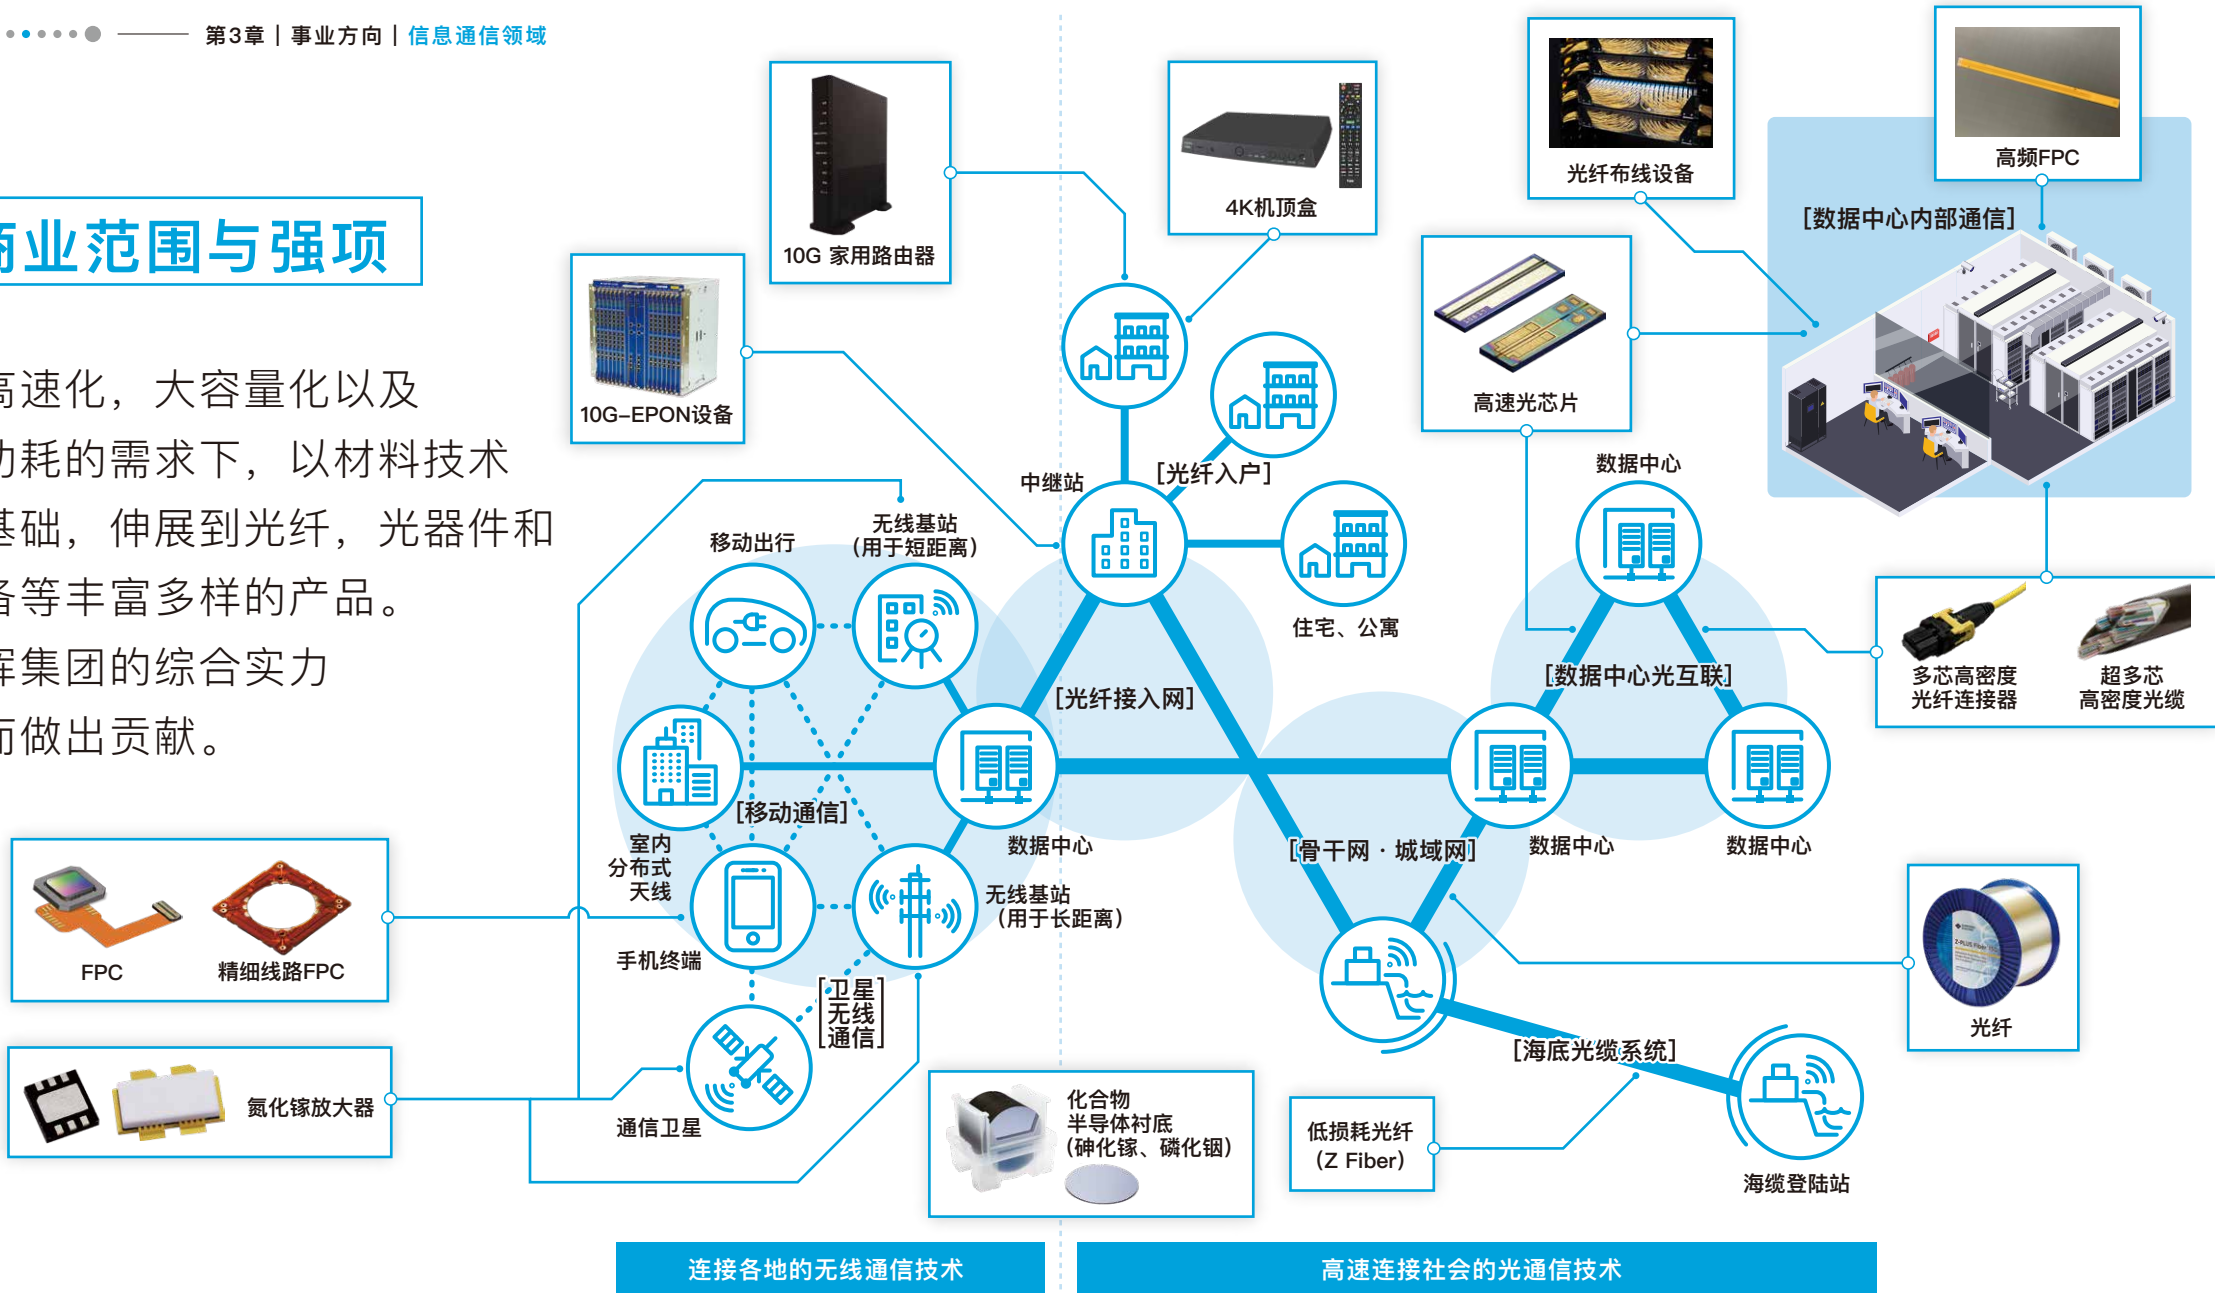 第3章｜事业方向｜信息通信领域
商业范围与强项
高速化，大容量化以及
功耗的需求下，以材料技术
基础，伸展到光纤，光器件和
备等丰富多样的产品。
挥集团的综合实力
而做出贡献。
10G 家用路由器
10G-EPON设备
4K机顶盒
光纤布线设备
高频FPC
[数据中心内部通信]
高速光芯片
中继站
[光纤入户]
住宅、公寓
数据中心
移动出行
无线基站
（用于短距离）
[光纤接入网]
[数据中心光互联]
多芯高密度
光纤连接器
超多芯
高密度光缆
[移动通信]
室内
分布式
天线
数据中心
[骨干网·城域网]
数据中心
数据中心
无线基站
（用于长距离）
手机终端
FPC
精细线路FPC
[卫星
无线
通信]
光纤
Z-PLUS Fiber
[海底光缆系统]
氮化镓放大器
通信卫星
化合物
半导体衬底
（砷化镓、磷化铟）
低损耗光纤
（Z Fiber）
海缆登陆站
连接各地的无线通信技术
高速连接社会的光通信技术